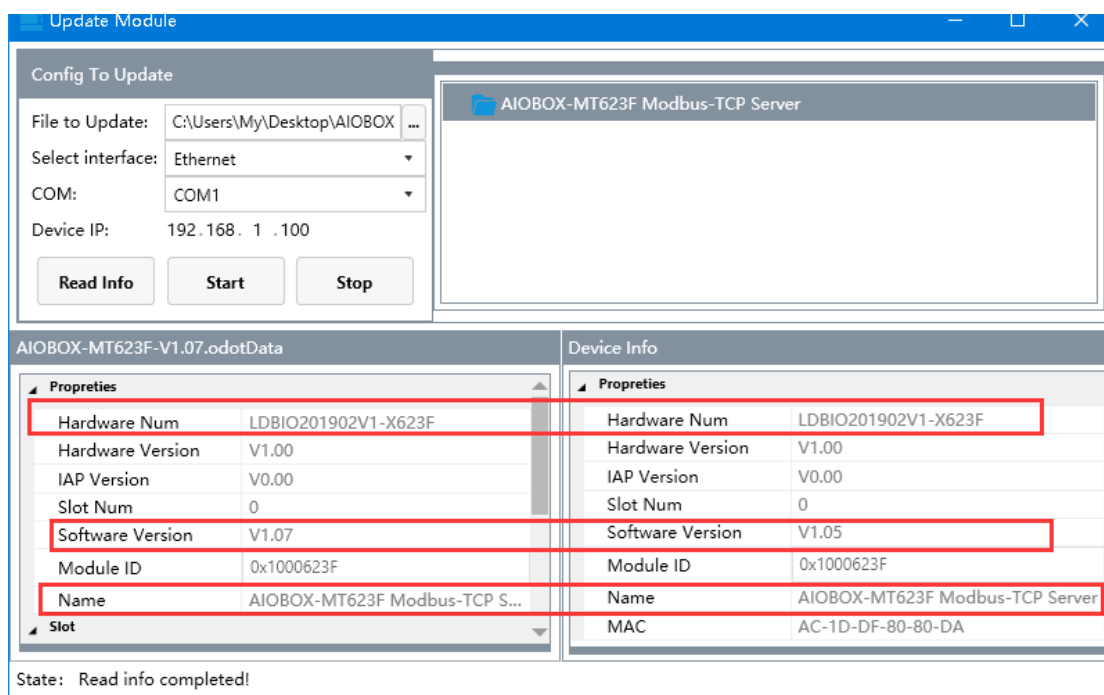 Update Module
Config To Update
File to Update: C:\Users\My\Desktop\AIOBOX ...
Select interface: Ethernet
COM: COM1
Device IP: 192.168. 1 .100
Read Info Start Stop
AIOBOX-MT623F Modbus-TCP Server
AIOBOX-MT623F-V1.07.odotData
Propreties
Hardware Num LDBIO201902V1-X623F
Hardware Version V1.00
IAP Version V0.00
Slot Num 0
Software Version V1.07
Module ID 0x1000623F
Name AIOBOX-MT623F Modbus-TCP S...
Slot
Device Info
Propreties
Hardware Num LDBIO201902V1-X623F
Hardware Version V1.00
IAP Version V0.00
Slot Num 0
Software Version V1.05
Module ID 0x1000623F
Name AIOBOX-MT623F Modbus-TCP Server
MAC AC-1D-DF-80-80-DA
State: Read info completed!